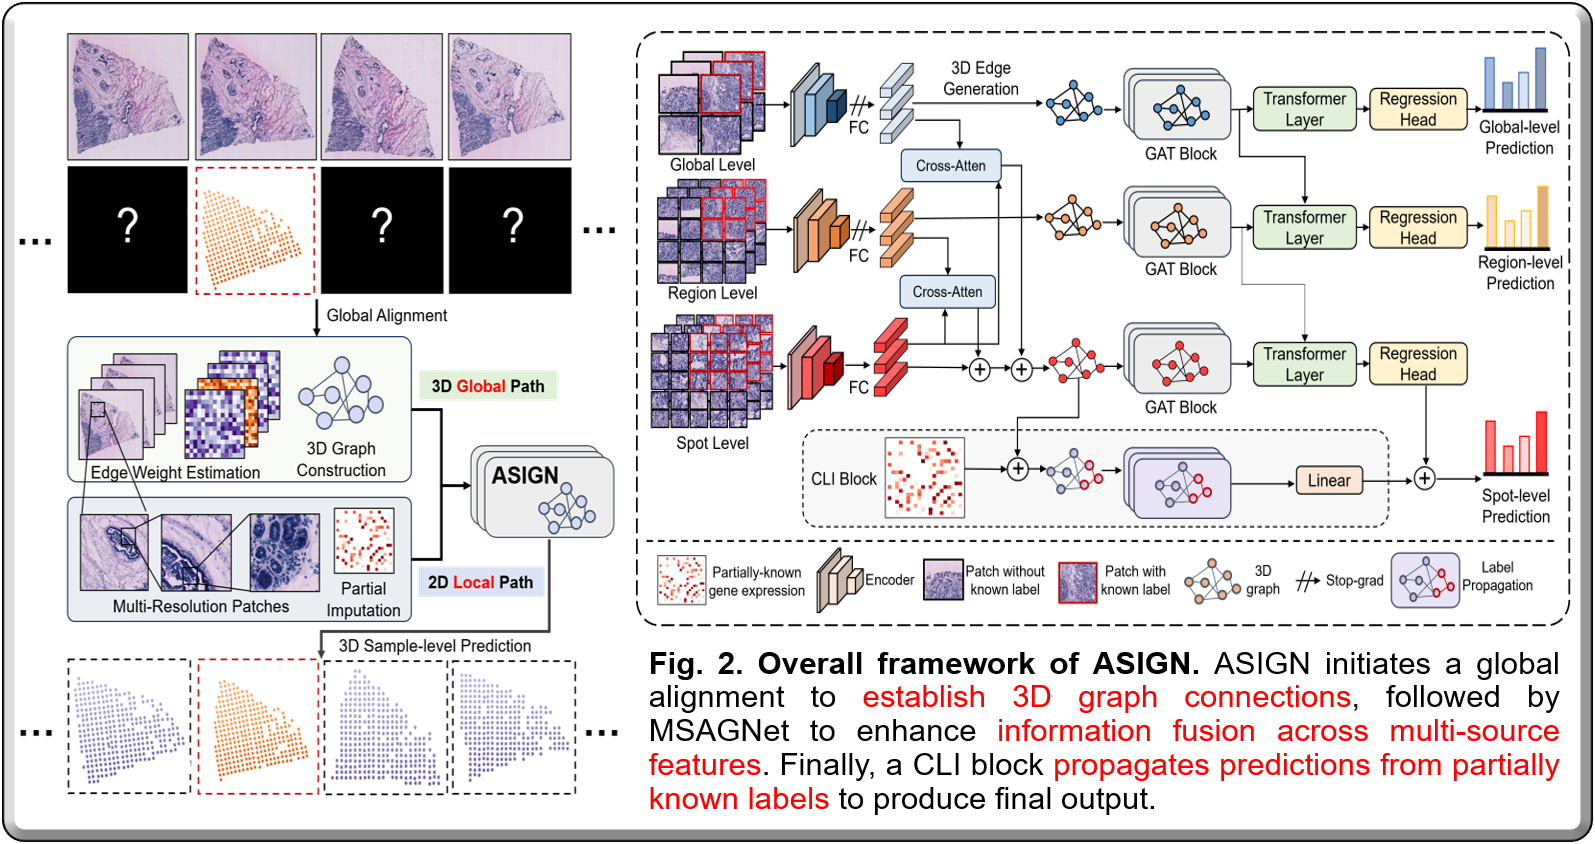 ?
?
?
...
...
Global Alignment
Edge Weight Estimation
3D Graph
Construction
3D Global Path
ASIGN
Multi-Resolution Patches
Partial
Imputation
2D Local Path
3D Sample-level Prediction
...
...
Global Level
FC
3D Edge
Generation
Cross-Atten
GAT Block
Transformer
Layer
Regression
Head
Global-level
Prediction
Region Level
FC
Cross-Atten
GAT Block
Transformer
Layer
Regression
Head
Region-level
Prediction
Spot Level
FC
GAT Block
Transformer
Layer
Regression
Head
CLI Block
Linear
Spot-level
Prediction
Partially-known
gene expression
Encoder
Patch without
known label
Patch with
known label
3D
graph
Stop-grad
Label
Propagation
Fig. 2. Overall framework of ASIGN. ASIGN initiates a global
alignment to establish 3D graph connections, followed by
MSAGNet to enhance information fusion across multi-source
features. Finally, a CLI block propagates predictions from partially
known labels to produce final output.